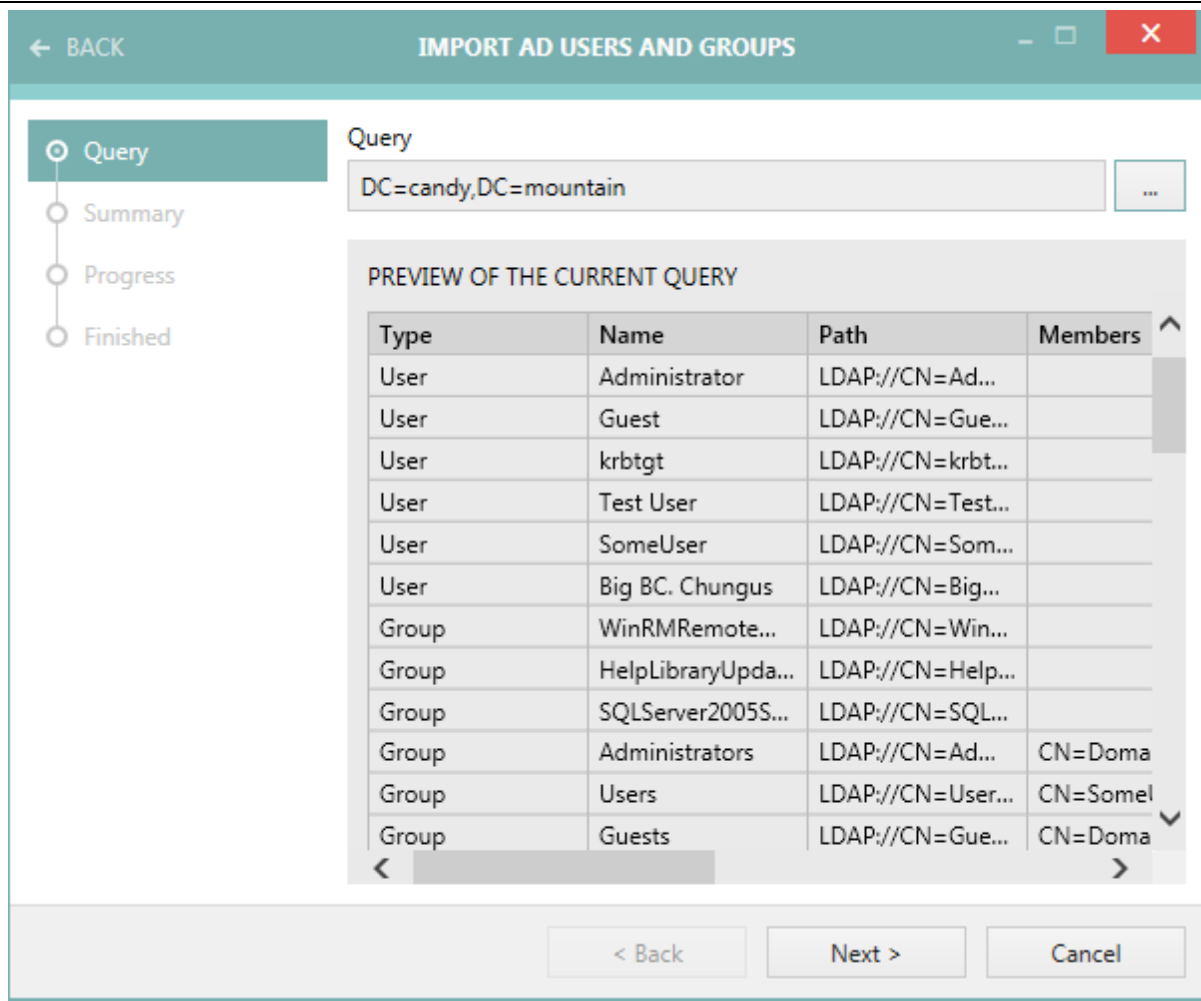 ← BACK IMPORT AD USERS AND GROUPS
Query
Summary
Progress
Finished
Query
DC=candy,DC=mountain ...
PREVIEW OF THE CURRENT QUERY
Type Name Path Members
User Administrator LDAP://CN=Ad...
User Guest LDAP://CN=Gue...
User krbtgt LDAP://CN=krbt...
User Test User LDAP://CN=Test...
User SomeUser LDAP://CN=Som...
User Big BC. Chungus LDAP://CN=Big...
Group WinRMRemote... LDAP://CN=Win...
Group HelpLibraryUpda... LDAP://CN=Help...
Group SQLServer2005S... LDAP://CN=SQL...
Group Administrators LDAP://CN=Ad... CN=Doma
Group Users LDAP://CN=User... CN=SomeU
Group Guests LDAP://CN=Gue... CN=Doma
< Back Next > Cancel